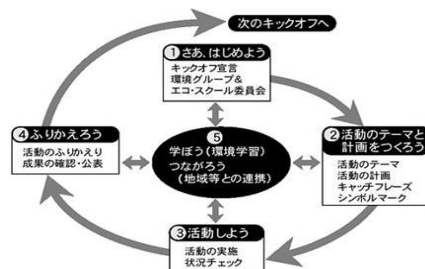 次のキックオフへ
①さあ、はじめよう
キックオフ宣言
環境グループ&
エコ・スクール委員会
④ふりかえろう
活動のふりかえり
成果の確認・公表
⑤
学ぼう(環境学習)
つながろう
(地域等との連携)
②活動のテーマと
計画をつくろう
活動のテーマ
活動の計画
キャッチフレーズ
シンボルマーク
③活動しよう
活動の実施
状況チェック